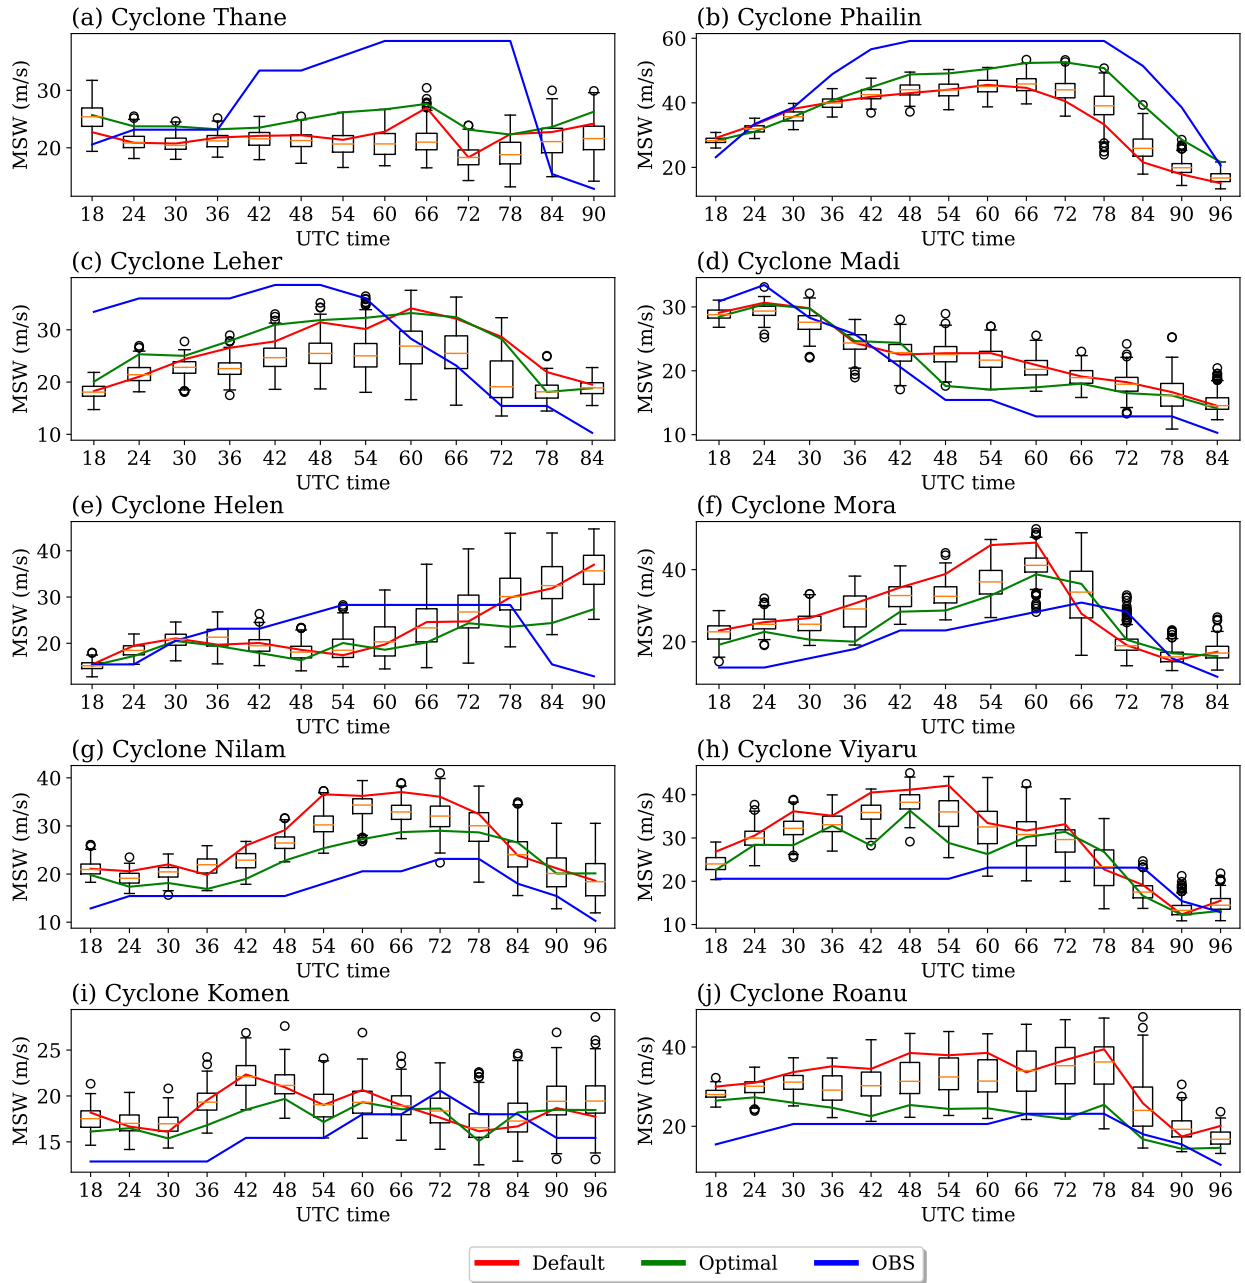 (a) Cyclone Thane
MSW (m/s)
30
20
18 24 30 36 42 48 54 60 66 72 78 84 90
UTC time
(b) Cyclone Phailin
MSW (m/s)
60
40
20
18 24 30 36 42 48 54 60 66 72 78 84 90 96
UTC time
(c) Cyclone Leher
MSW (m/s)
30
20
10
18 24 30 36 42 48 54 60 66 72 78 84
UTC time
(d) Cyclone Madi
MSW (m/s)
30
20
10
18 24 30 36 42 48 54 60 66 72 78 84
UTC time
(e) Cyclone Helen
MSW (m/s)
40
30
20
18 24 30 36 42 48 54 60 66 72 78 84 90
UTC time
(f) Cyclone Mora
MSW (m/s)
40
20
18 24 30 36 42 48 54 60 66 72 78 84
UTC time
(g) Cyclone Nilam
MSW (m/s)
40
30
20
10
18 24 30 36 42 48 54 60 66 72 78 84 90 96
UTC time
(h) Cyclone Viyaru
MSW (m/s)
40
30
20
10
18 24 30 36 42 48 54 60 66 72 78 84 90 96
UTC time
(i) Cyclone Komen
MSW (m/s)
25
20
15
18 24 30 36 42 48 54 60 66 72 78 84 90 96
UTC time
(j) Cyclone Roanu
MSW (m/s)
40
20
18 24 30 36 42 48 54 60 66 72 78 84 90 96
UTC time
Default Optimal OBS